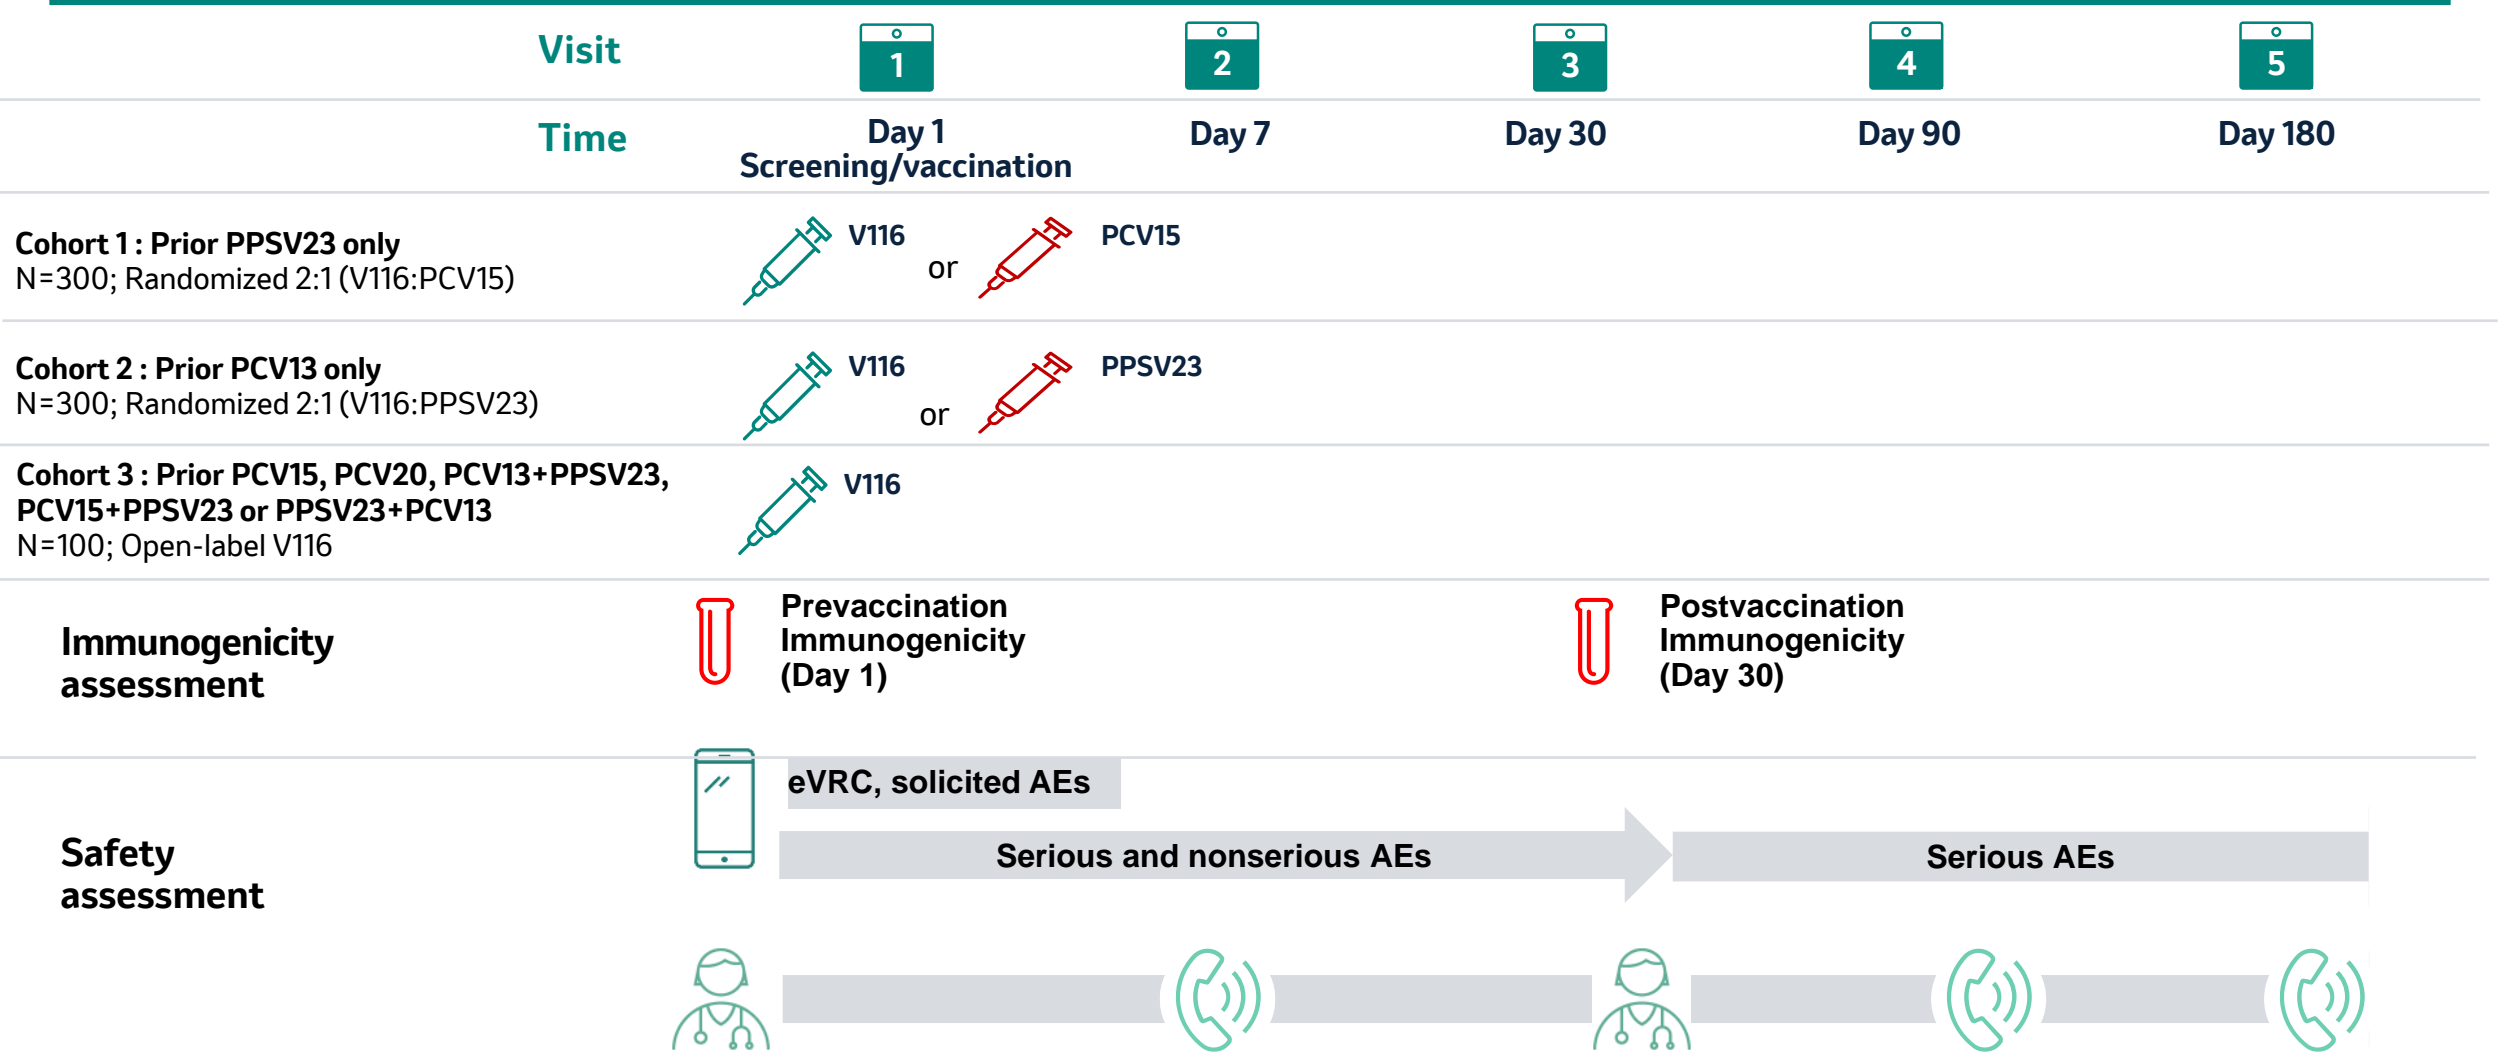 Visit
1
2
3
4
5
Time
Day 1
Screening/vaccination
Day 7
Day 30
Day 90
Day 180
Cohort 1 : Prior PPSV23 only
N=300; Randomized 2:1 (V116:PCV15)
V116
or
PCV15
Cohort 2 : Prior PCV13 only
N=300; Randomized 2:1 (V116:PPSV23)
V116
or
PPSV23
Cohort 3 : Prior PCV15, PCV20, PCV13+PPSV23,
PCV15+PPSV23 or PPSV23+PCV13
N=100; Open-label V116
V116
Immunogenicity
assessment
Prevaccination
Immunogenicity
(Day 1)
Postvaccination
Immunogenicity
(Day 30)
Safety
assessment
eVRC, solicited AEs
Serious and nonserious AEs
Serious AEs